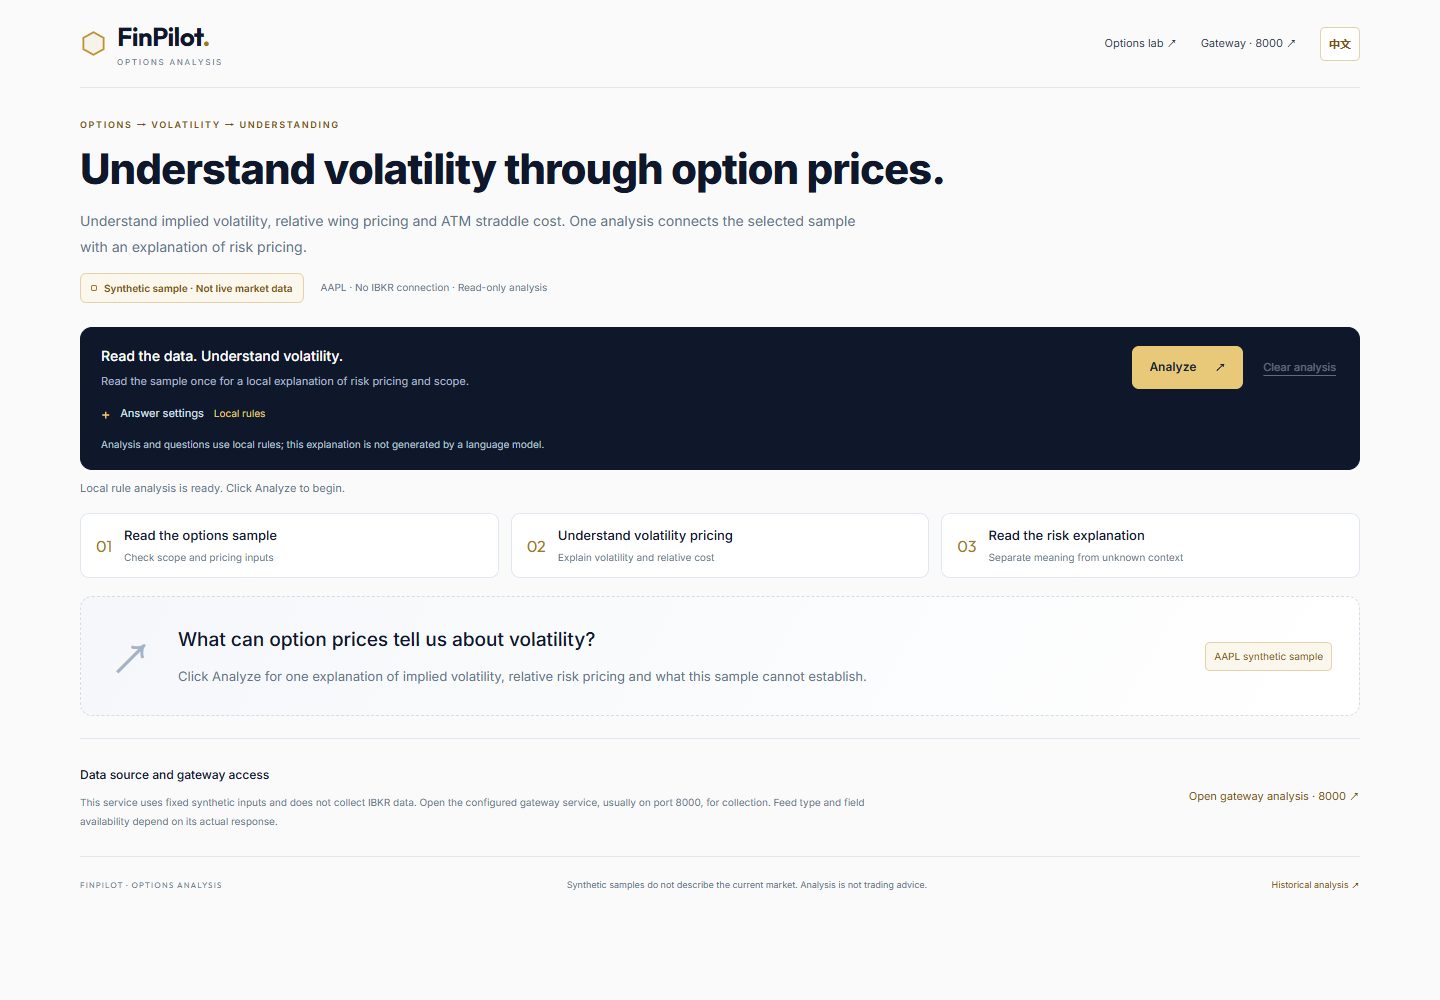 FinPilot.
OPTIONS ANALYSIS
Options lab ↗
Gateway · 8000 ↗
中文
OPTIONS → VOLATILITY → UNDERSTANDING
Understand volatility through option prices.
Understand implied volatility, relative wing pricing and ATM straddle cost. One analysis connects the selected sample
with an explanation of risk pricing.
Synthetic sample · Not live market data
AAPL · No IBKR connection · Read-only analysis
Read the data. Understand volatility.
Read the sample once for a local explanation of risk pricing and scope.
Analyze ↗
Clear analysis
+ Answer settings Local rules
Analysis and questions use local rules; this explanation is not generated by a language model.
Local rule analysis is ready. Click Analyze to begin.
01
Read the options sample
Check scope and pricing inputs
02
Understand volatility pricing
Explain volatility and relative cost
03
Read the risk explanation
Separate meaning from unknown context
↗
What can option prices tell us about volatility?
Click Analyze for one explanation of implied volatility, relative risk pricing and what this sample cannot establish.
AAPL synthetic sample
Data source and gateway access
This service uses fixed synthetic inputs and does not collect IBKR data. Open the configured gateway service, usually on port 8000, for collection. Feed type and field
availability depend on its actual response.
Open gateway analysis · 8000 ↗
FINPILOT · OPTIONS ANALYSIS
Synthetic samples do not describe the current market. Analysis is not trading advice.
Historical analysis ↗